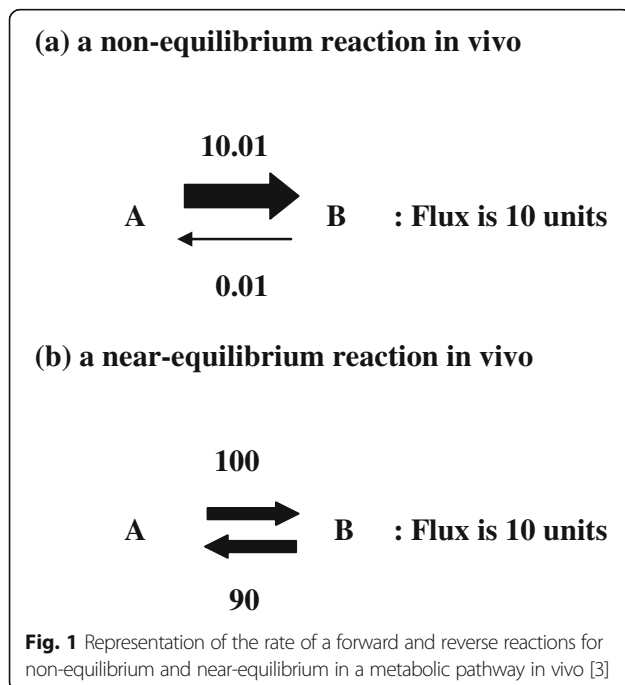 (a) a non-equilibrium reaction in vivo
10.01
A B : Flux is 10 units
0.01
(b) a near-equilibrium reaction in vivo
100
A B : Flux is 10 units
90
Fig. 1 Representation of the rate of a forward and reverse reactions for
non-equilibrium and near-equilibrium in a metabolic pathway in vivo [3]